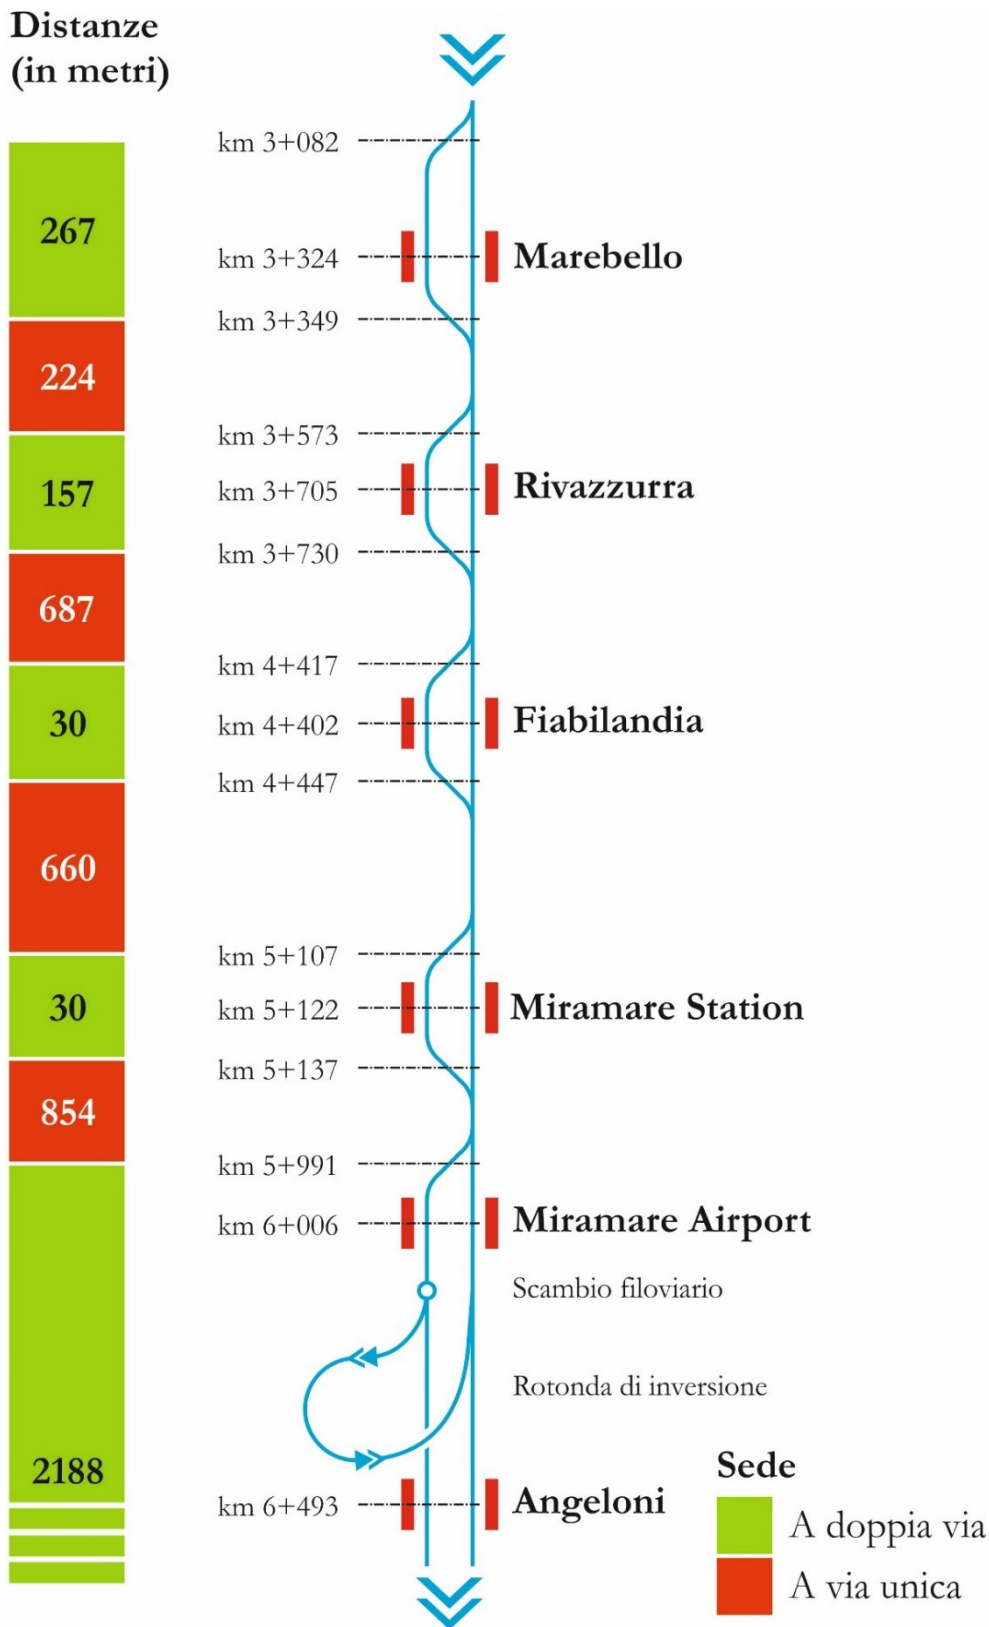 Distanze
(in metri)
km 3+082
267
km 3+324
Marebello
km 3+349
224
km 3+573
157
km 3+705
Rivazzurra
km 3+730
687
km 4+417
30
km 4+402
Fiabilandia
km 4+447
660
km 5+107
30
km 5+122
Miramare Station
km 5+137
854
km 5+991
km 6+006
Miramare Airport
Scambio filoviario
Rotonda di inversione
2188
km 6+493
Angeloni
Sede
A doppia via
A via unica